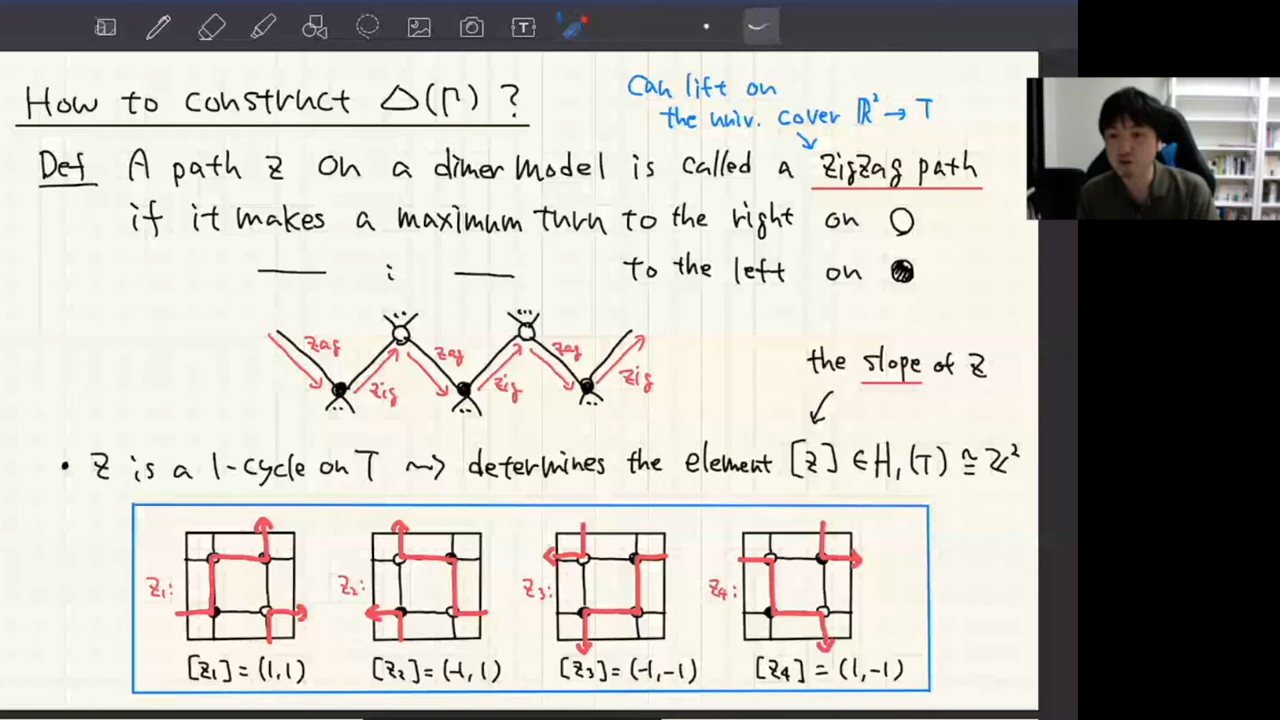 How to construct △(Γ) ?
Can lift on
the univ. cover ℝ² → T
Def A path z on a dimer model is called a zigzag path
if it makes a maximum turn to the right on ○
to the left on ●
zag zig zag zig zag zig
the slope of z
• z is a 1-cycle on T ⇝ determines the element [z] ∈ H₁(T) ≅ ℤ²
z₁: z₂: z₃: z₄:
[z₁] = (1,1) [z₂] = (-1,1) [z₃] = (-1,-1) [z₄] = (1,-1)